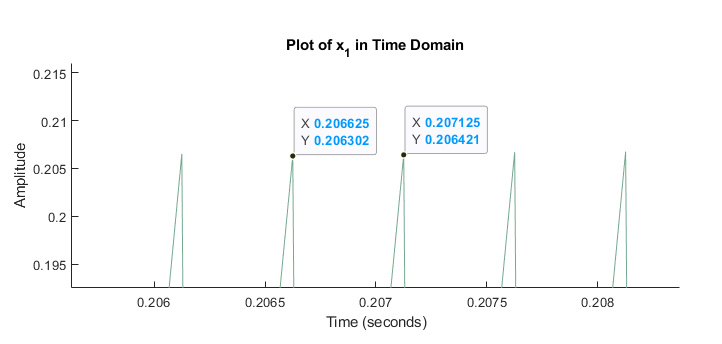 Plot of x1 in Time Domain
0.215
0.21
0.205
0.2
0.195
Amplitude
X 0.206625
Y 0.206302
X 0.207125
Y 0.206421
0.206
0.2065
0.207
0.2075
0.208
Time (seconds)